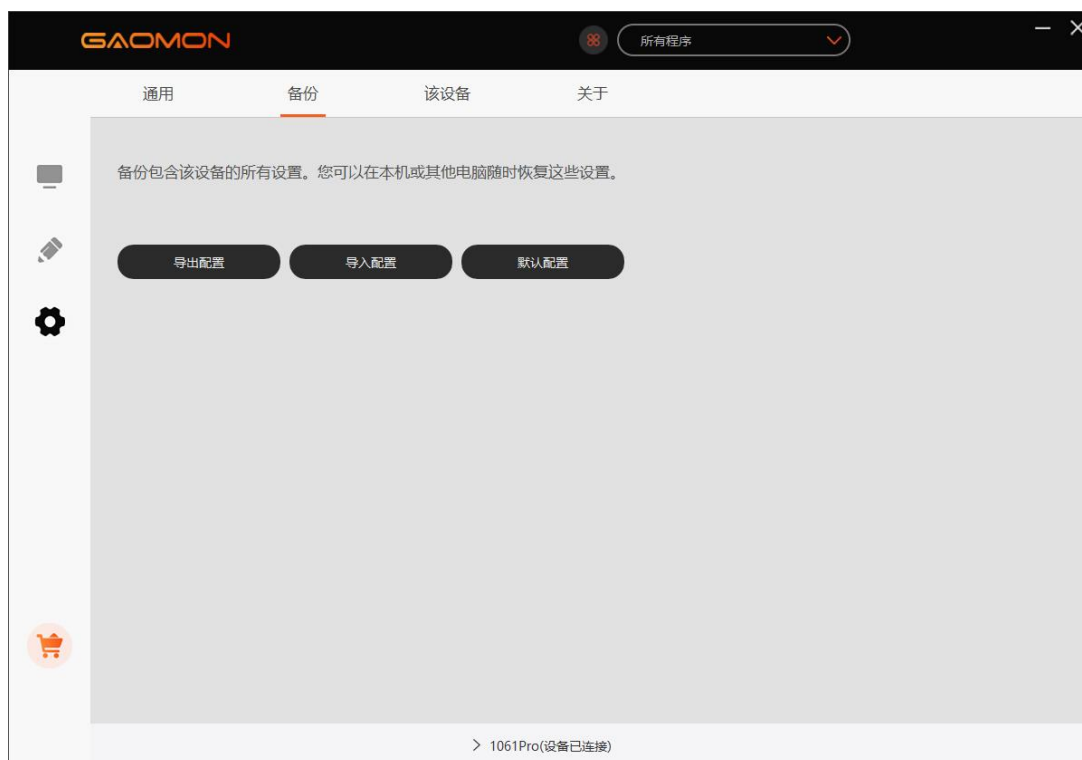 GAOMON
所有程序
通用 备份 该设备 关于
备份包含该设备的所有设置。您可以在本机或其他电脑随时恢复这些设置。
导出配置 导入配置 默认配置
1061Pro(设备已连接)